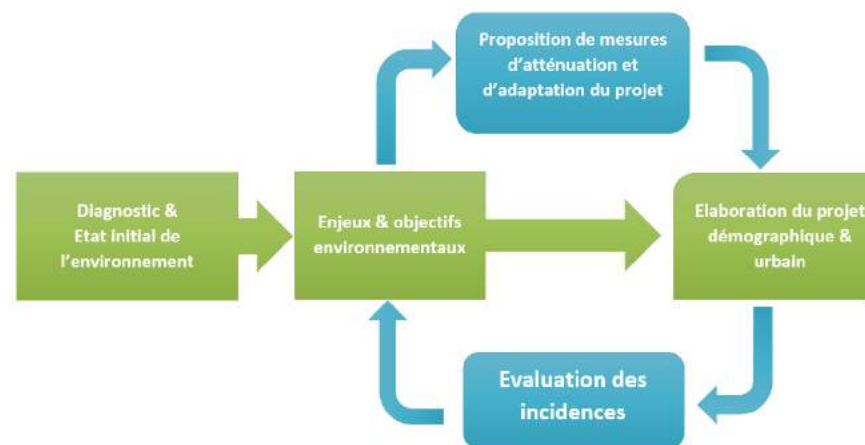 Proposition de mesures
d'atténuation et
d'adaptation du projet
Diagnostic &
Etat initial de
l'environnement
Enjeux & objectifs
environnementaux
Elaboration du projet
démographique &
urbain
Evaluation des
incidences